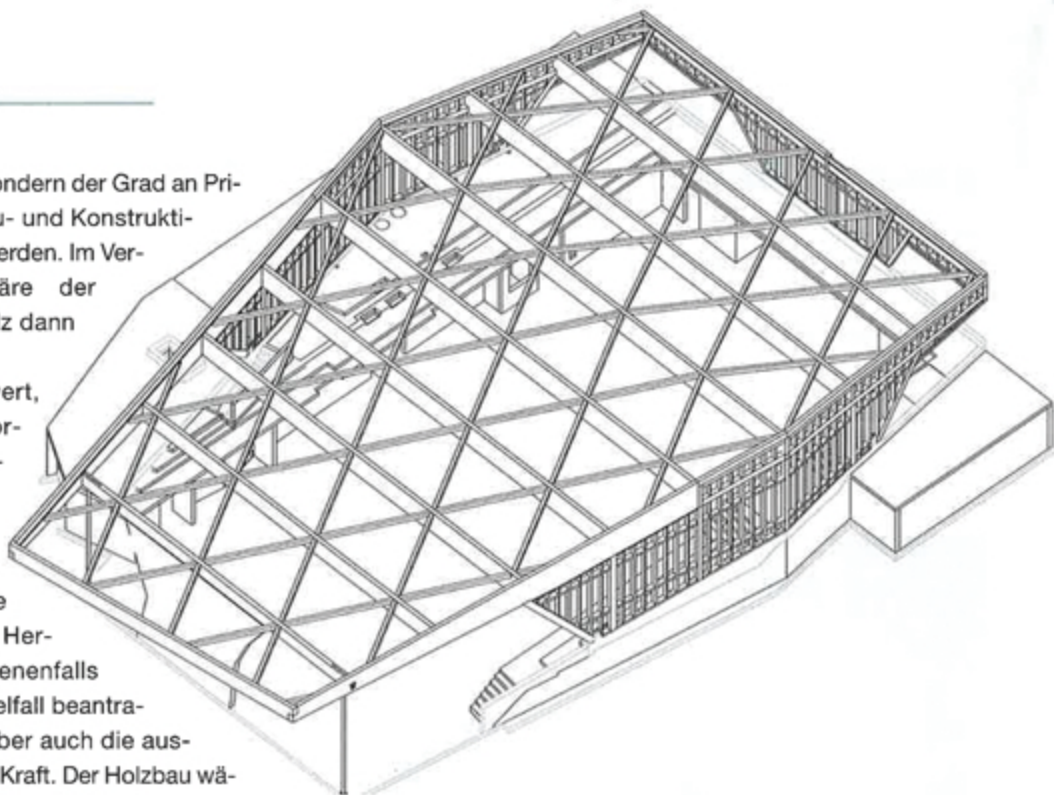 ondern der Grad an Pri-
u- und Konstrukti-
erden. Im Ver-
äre der
tz dann
ert,
or-
-
e
Her-
enenfalls
elfall beantra-
ber auch die aus-
Kraft. Der Holzbau wä-